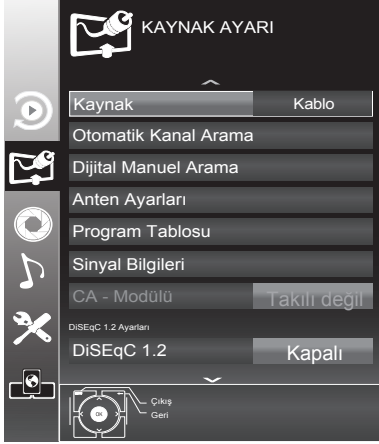 KAYNAK AYARI
Kaynak Kablo
Otomatik Kanal Arama
Dijital Manuel Arama
Anten Ayarları
Program Tablosu
Sinyal Bilgileri
CA - Modülü Takılı değil
DiSEqC 1.2 Ayarları
DiSEqC 1.2 Kapalı
Çıkış
OK
Geri